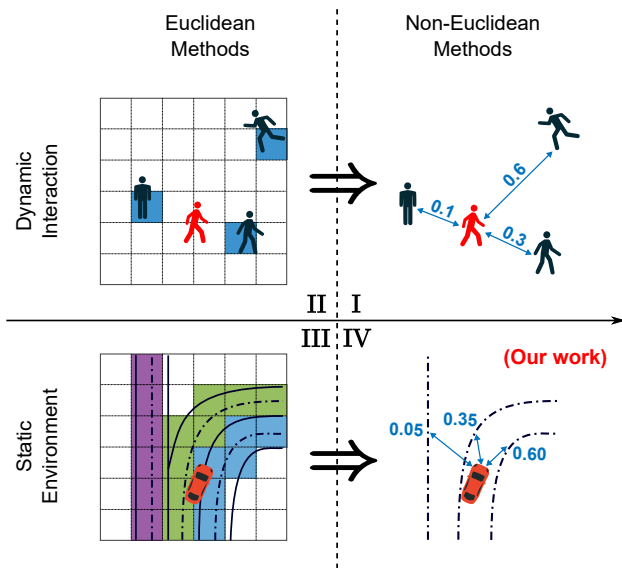 Euclidean
Methods
Non-Euclidean
Methods
Dynamic
Interaction
0.6
0.1
0.3
II I
III IV
(Our work)
Static
Environment
0.05
0.35
0.60